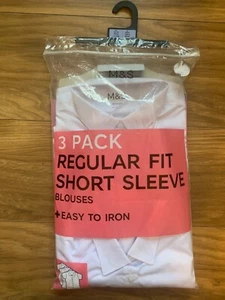 M&S
M&S
3 PACK
REGULAR FIT
SHORT SLEEVE
BLOUSES
+EASY TO IRON